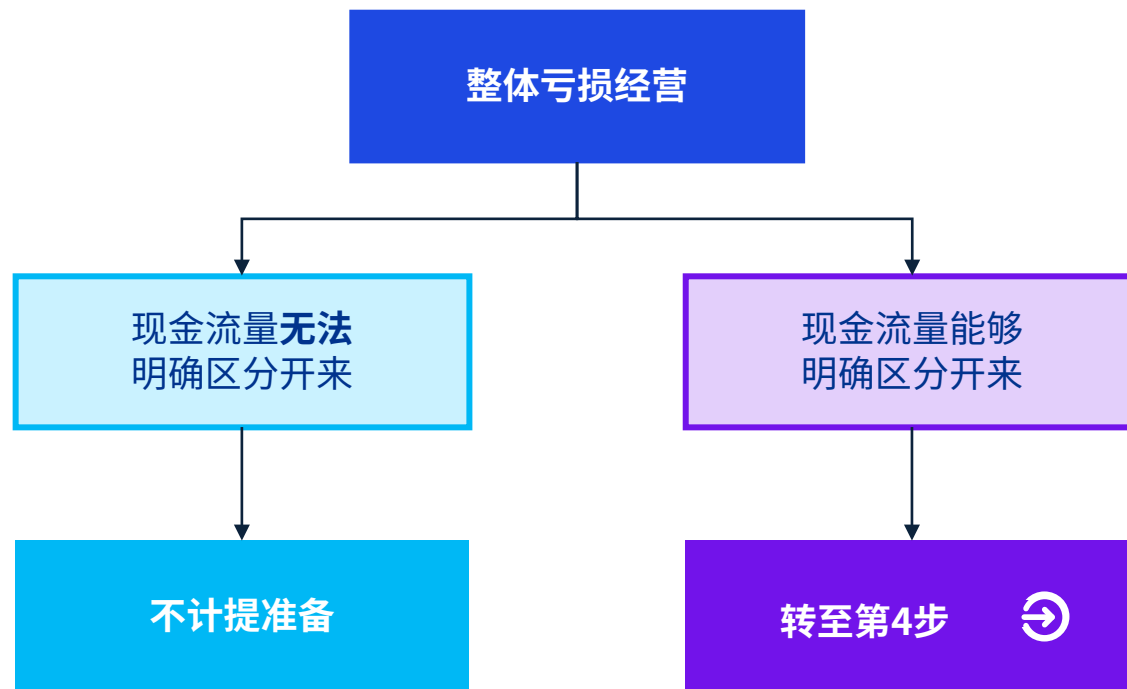 整体亏损经营
现金流量无法
明确区分开来
现金流量能够
明确区分开来
不计提准备
转至第4步